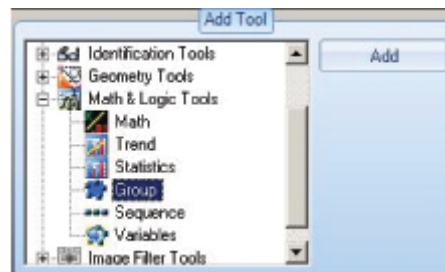 Add Tool
Identification Tools
Add
Geometry Tools
Math & Logic Tools
Math
Trend
Statistics
Group
Sequence
Variables
Image Filter Tools